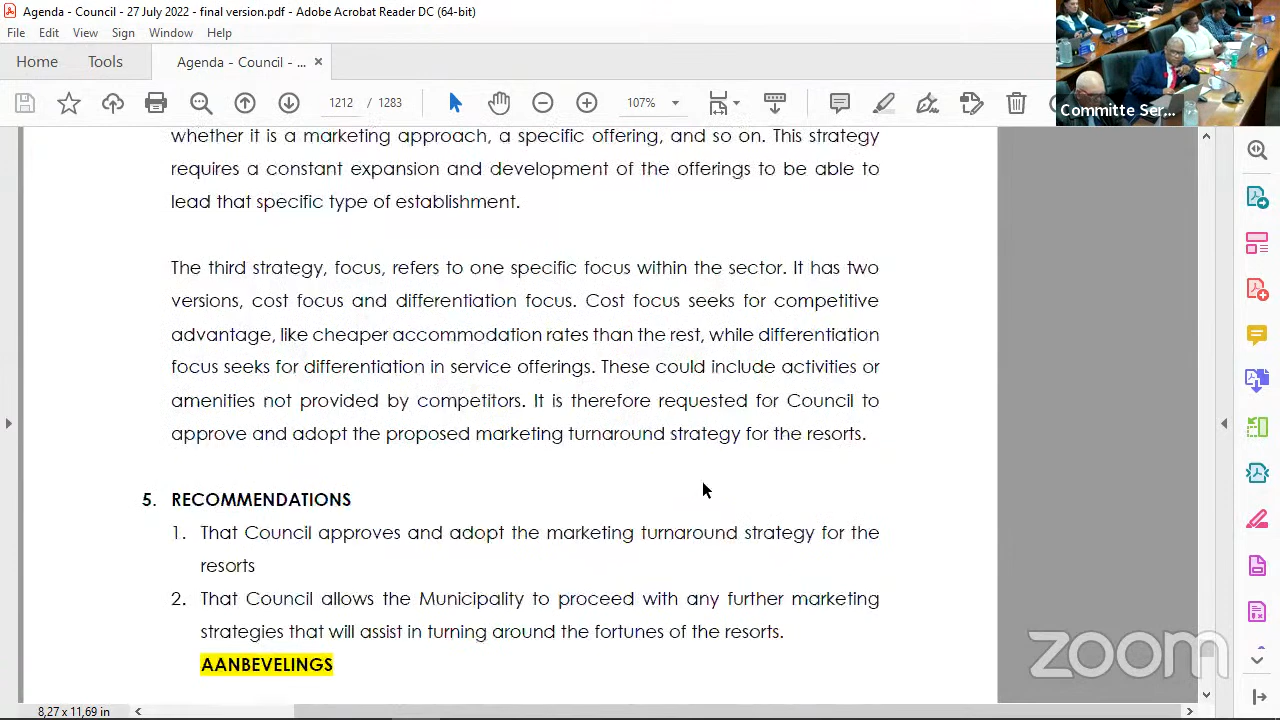 Agenda - Council - 27 July 2022 - final version.pdf - Adobe Acrobat Reader DC (64-bit)
File Edit View Sign Window Help
Home Tools Agenda - Council - ... ×
1212 / 1283 107%
Committe Ser,...
whether it is a marketing approach, a specific offering, and so on. This strategy
requires a constant expansion and development of the offerings to be able to
lead that specific type of establishment.
The third strategy, focus, refers to one specific focus within the sector. It has two
versions, cost focus and differentiation focus. Cost focus seeks for competitive
advantage, like cheaper accommodation rates than the rest, while differentiation
focus seeks for differentiation in service offerings. These could include activities or
amenities not provided by competitors. It is therefore requested for Council to
approve and adopt the proposed marketing turnaround strategy for the resorts.
5. RECOMMENDATIONS
1. That Council approves and adopt the marketing turnaround strategy for the
resorts
2. That Council allows the Municipality to proceed with any further marketing
strategies that will assist in turning around the fortunes of the resorts.
AANBEVELINGS
zoom
8,27 x 11,69 in